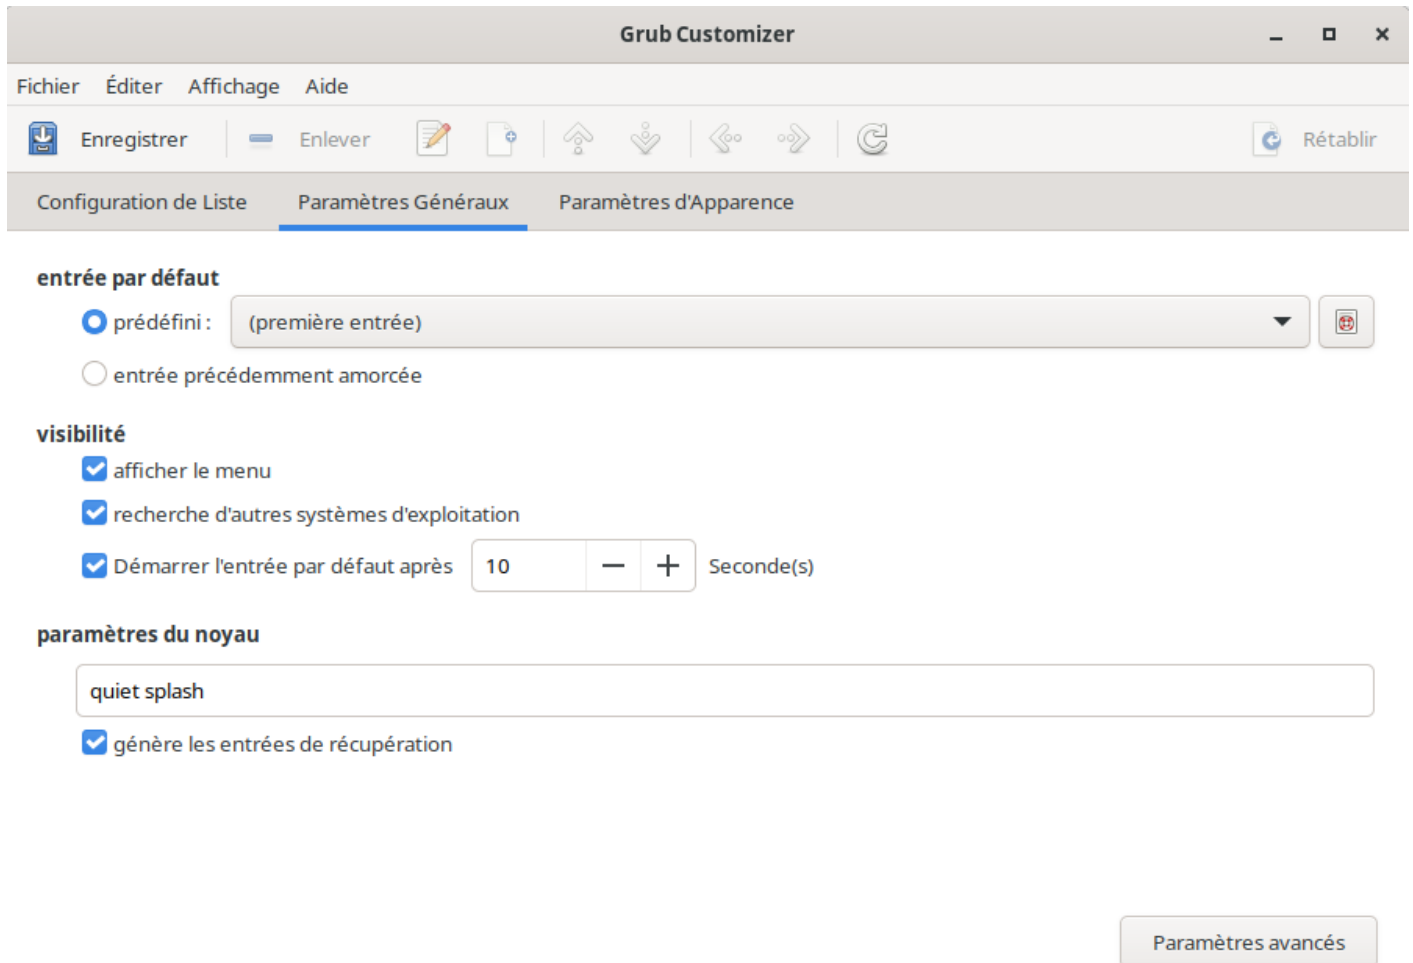 Grub Customizer
Fichier Éditer Affichage Aide
Enregistrer Enlever Rétablir
Configuration de Liste Paramètres Généraux Paramètres d'Apparence
entrée par défaut
prédéfini : (première entrée)
entrée précédemment amorcée
visibilité
afficher le menu
recherche d'autres systèmes d'exploitation
Démarrer l'entrée par défaut après 10 Seconde(s)
paramètres du noyau
quiet splash
génère les entrées de récupération
Paramètres avancés